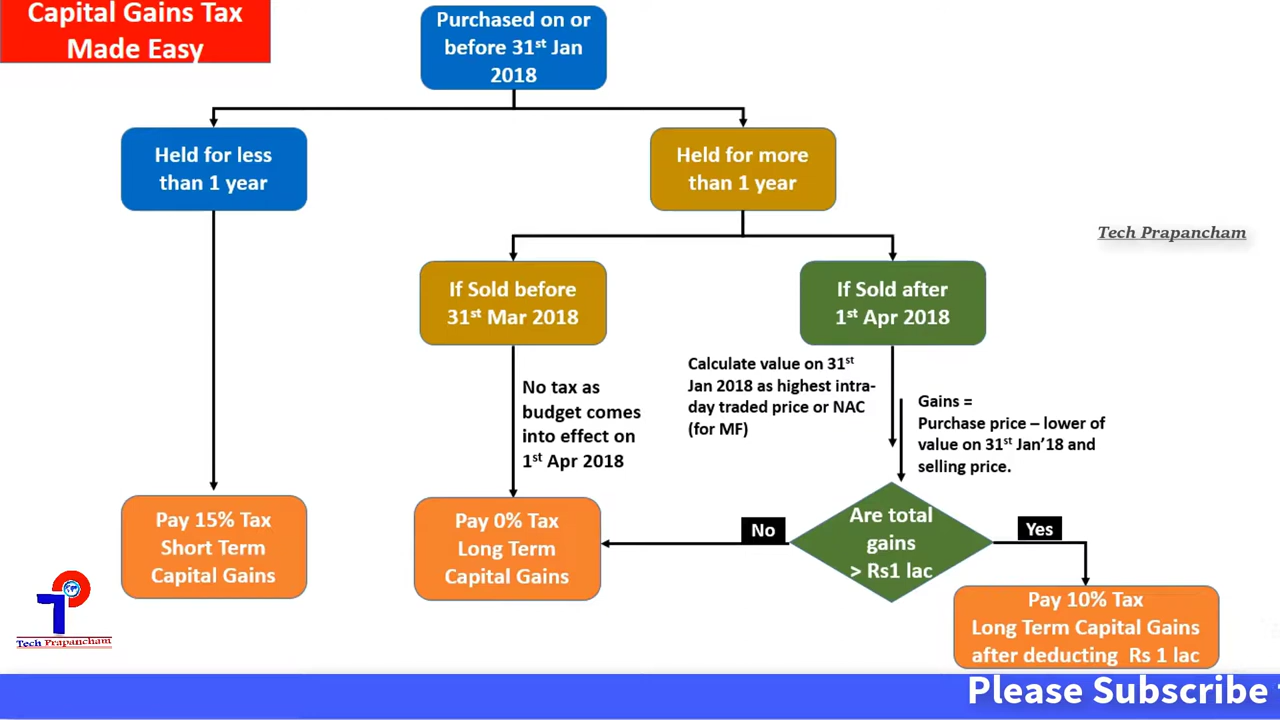 Capital Gains Tax
Made Easy
Purchased on or
before 31st Jan
2018
Held for less
than 1 year
Held for more
than 1 year
Tech Prapancham
If Sold before
31st Mar 2018
If Sold after
1st Apr 2018
No tax as
budget comes
into effect on
1st Apr 2018
Calculate value on 31st
Jan 2018 as highest intra-
day traded price or NAC
(for MF)
Gains =
Purchase price – lower of
value on 31st Jan'18 and
selling price.
Pay 15% Tax
Short Term
Capital Gains
Pay 0% Tax
Long Term
Capital Gains
No
Are total
gains
> Rs1 lac
Yes
Pay 10% Tax
Long Term Capital Gains
after deducting Rs 1 lac
Tech Prapancham
Please Subscribe